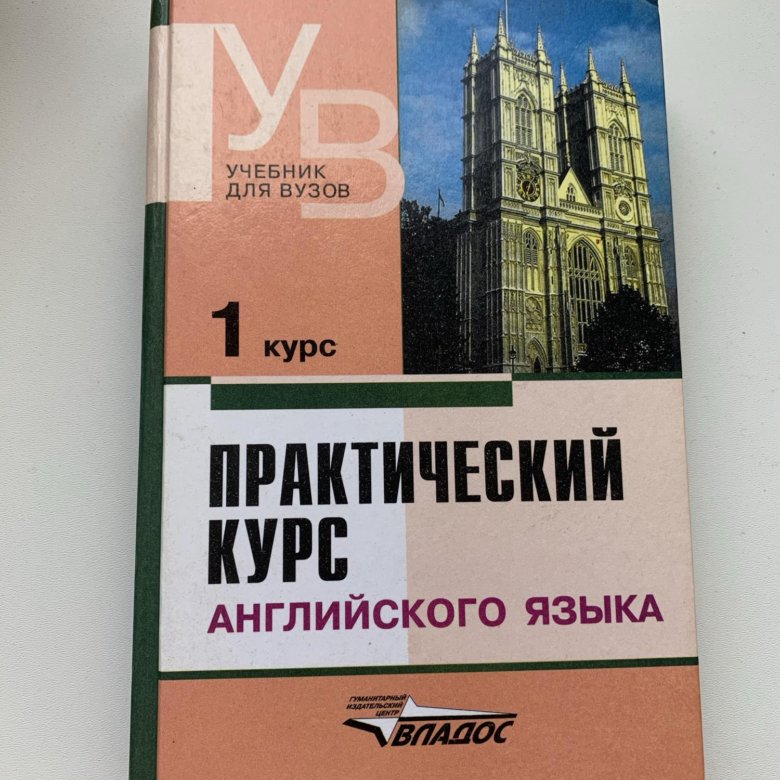 УВ
УЧЕБНИК
ДЛЯ ВУЗОВ
1 курс
ПРАКТИЧЕСКИЙ
КУРС
АНГЛИЙСКОГО ЯЗЫКА
ГУМАНИТАРНЫЙ
ИЗДАТЕЛЬСКИЙ
ЦЕНТР
ВЛАДОС